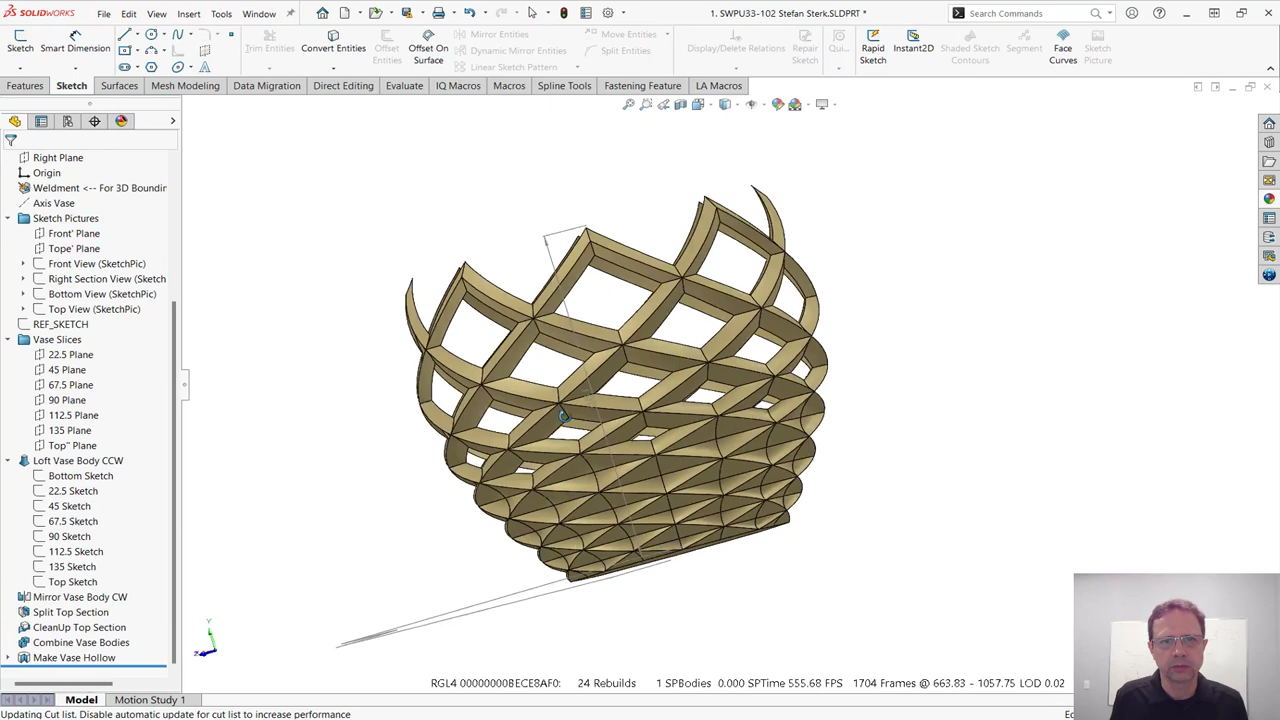 SOLIDWORKS File Edit View Insert Tools Window 1. SWPU33-102 Stefan Sterk.SLDPRT * Search Commands
Sketch Smart Dimension Trim Entities Convert Entities Offset Entities Offset On Surface Mirror Entities Dynamic Mirror Entities Linear Sketch Pattern Move Entities Split Entities Display/Delete Relations Repair Sketch Qui... Rapid Sketch Instant2D Shaded Sketch Contours Segment Face Curves Sketch Picture
Features Sketch Surfaces Mesh Modeling Data Migration Direct Editing Evaluate IQ Macros Macros Spline Tools Fastening Feature LA Macros
Right Plane
Origin
Weldment <-- For 3D Boundin
Axis Vase
Sketch Pictures
Front' Plane
Tope' Plane
Front View (SketchPic)
Right Section View (Sketch
Bottom View (SketchPic)
Top View (SketchPic)
REF_SKETCH
Vase Slices
22.5 Plane
45 Plane
67.5 Plane
90 Plane
112.5 Plane
135 Plane
Top'' Plane
Loft Vase Body CCW
Bottom Sketch
22.5 Sketch
45 Sketch
67.5 Sketch
90 Sketch
112.5 Sketch
135 Sketch
Top Sketch
Mirror Vase Body CW
Split Top Section
CleanUp Top Section
Combine Vase Bodies
Make Vase Hollow
Y
Z
RGL4 00000000BECE8AF0: 24 Rebuilds 1 SPBodies 0.000 SPTime 555.68 FPS 1704 Frames @ 663.83 - 1057.75 LOD 0.02
Model Motion Study 1
Updating Cut list. Disable automatic update for cut list to increase performance